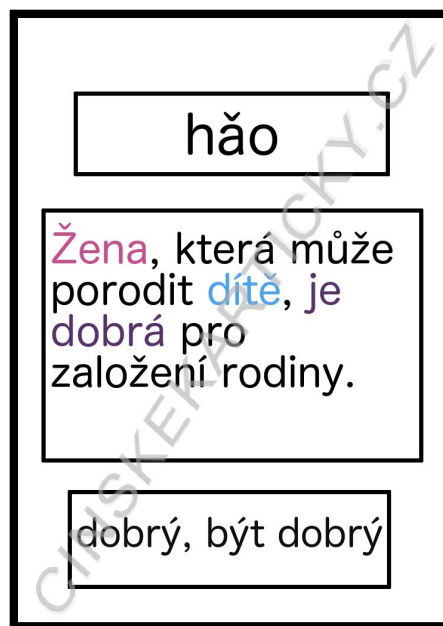 hǎo
Žena, která může
porodit dítě, je
dobrá pro
založení rodiny.
dobrý, být dobrý
CINSKEKARTICKY.CZ